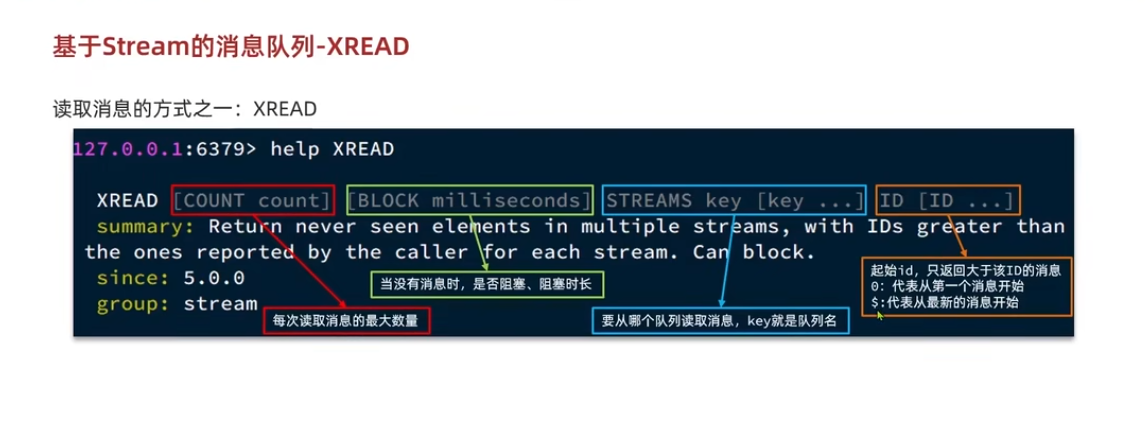 基于Stream的消息队列-XREAD
读取消息的方式之一：XREAD
127.0.0.1:6379> help XREAD
XREAD [COUNT count] [BLOCK milliseconds] STREAMS key [key ...] ID [ID ...]
summary: Return never seen elements in multiple streams, with IDs greater than
the ones reported by the caller for each stream. Can block.
since: 5.0.0
group: stream
当没有消息时，是否阻塞、阻塞时长
起始id，只返回大于该ID的消息
0：代表从第一个消息开始
$:代表从最新的消息开始
每次读取消息的最大数量
要从哪个队列读取消息，key就是队列名